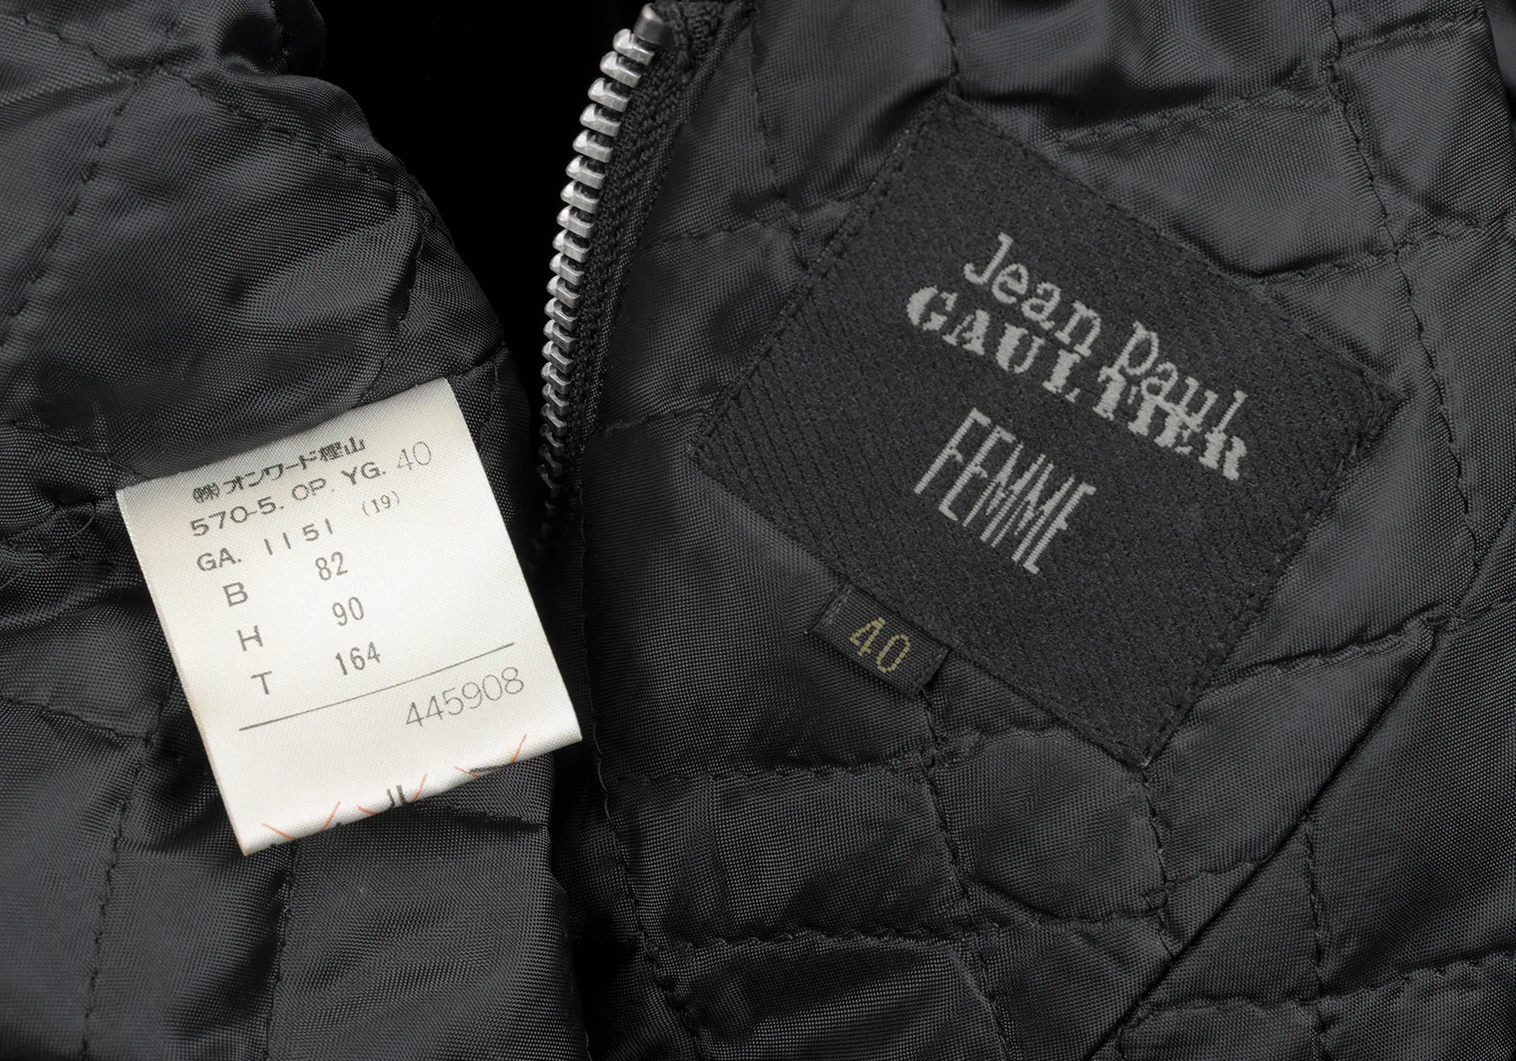 ㈱オンワード樫山
570-5. OP. YG. 40
GA. 1151 (19)
B 82
H 90
T 164
445908
Jean Paul
GAULTIER
FEMME
40